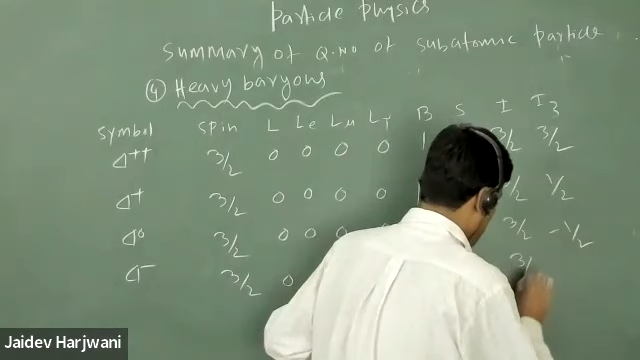 Particle Physics
Summary of Q.No of subatomic particle
④ Heavy baryons
Symbol Spin L Le Lμ Lτ B S I I3
Δ++ 3/2 0 0 0 0 1 3/2 3/2
Δ+ 3/2 0 0 0 0 1/2
Δ0 3/2 0 0 0 0 3/2 -1/2
Δ- 3/2 0
Jaidev Harjwani